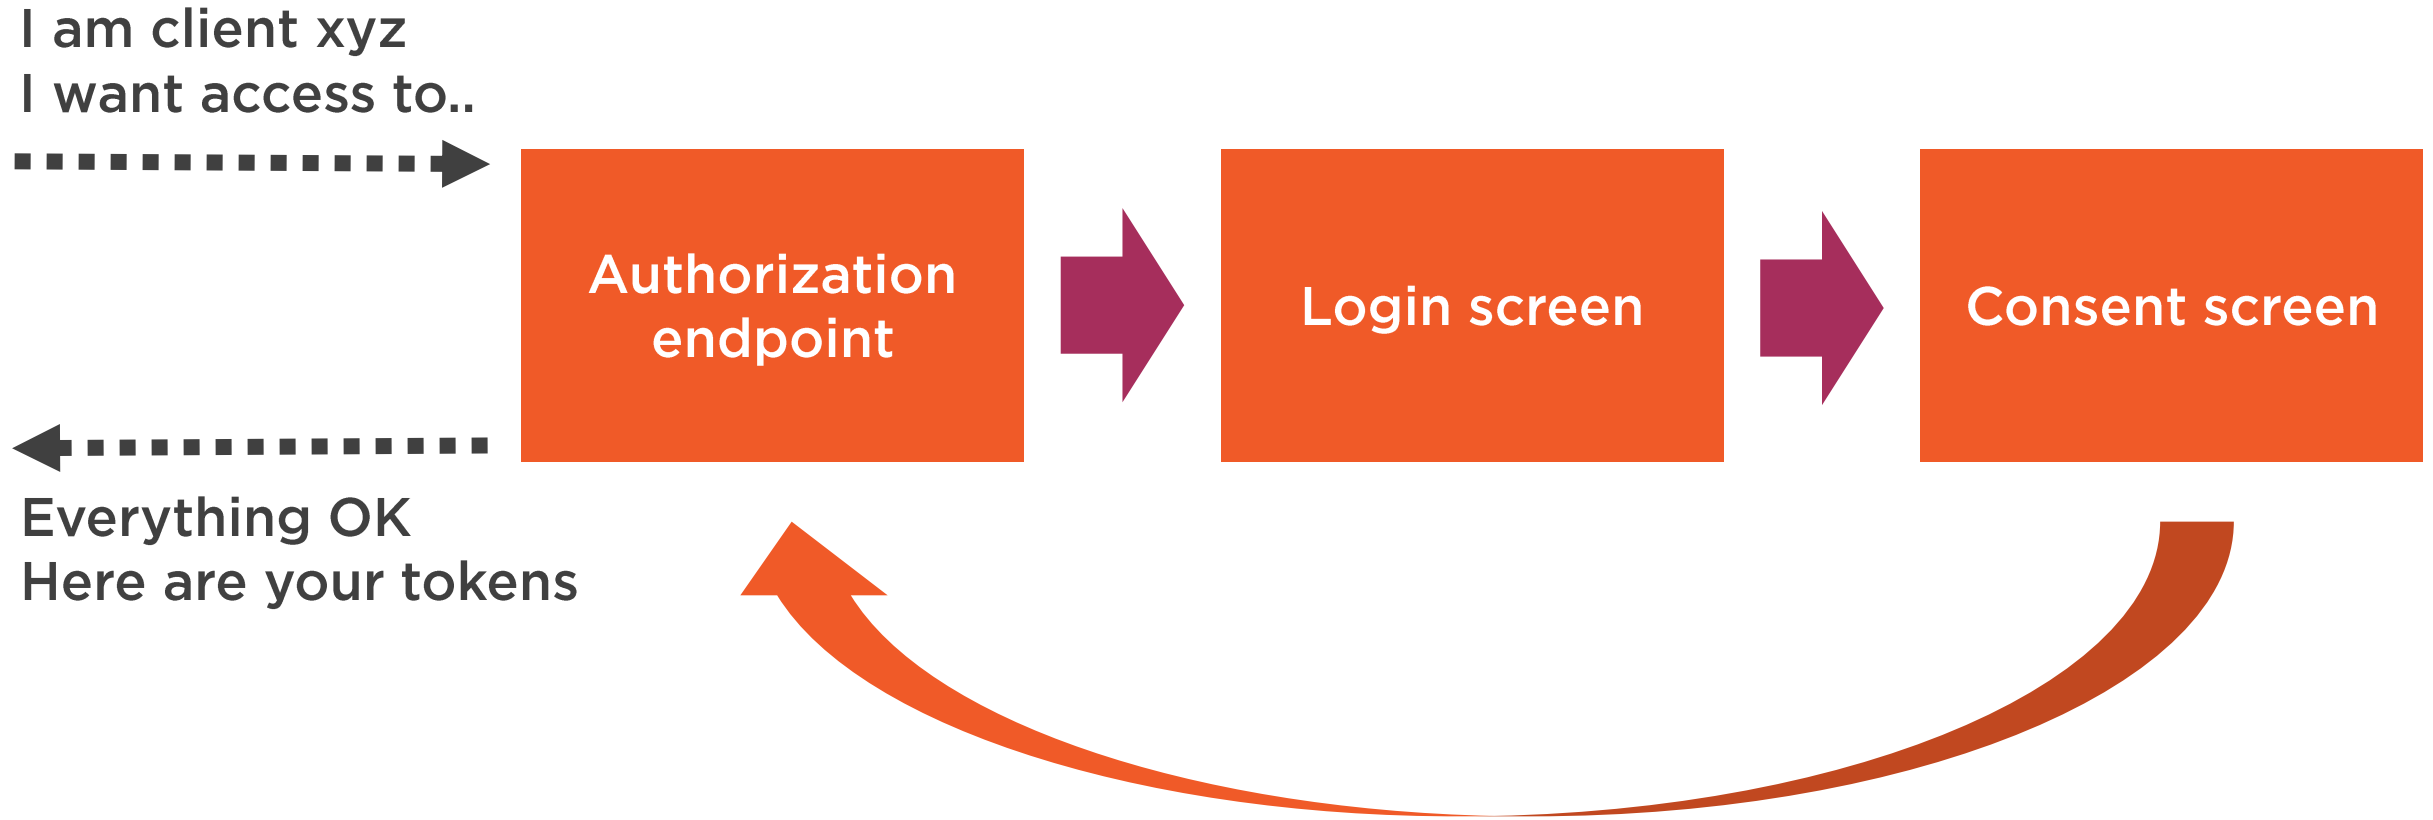 I am client xyz
I want access to..
Authorization
endpoint
Login screen
Consent screen
Everything OK
Here are your tokens